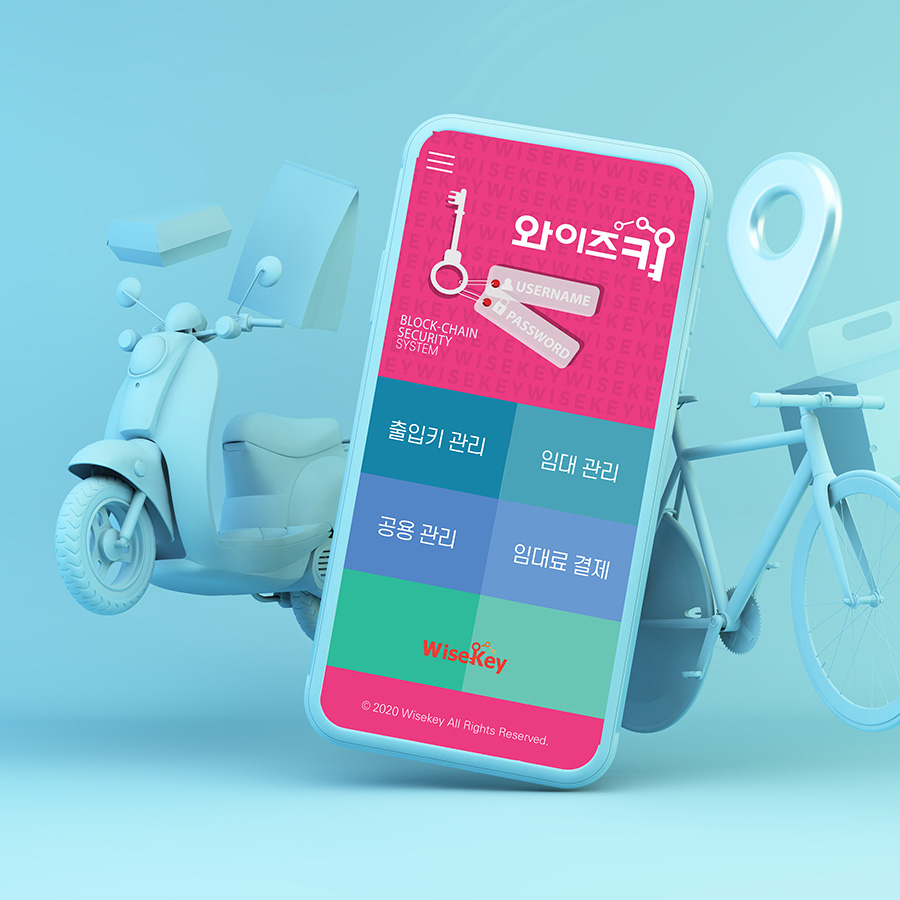 와이즈키
USERNAME
PASSWORD
BLOCK-CHAIN
SECURITY
SYSTEM
출입키 관리
임대 관리
공용 관리
임대료 결제
WiseKey
© 2020 Wisekey All Rights Reserved.